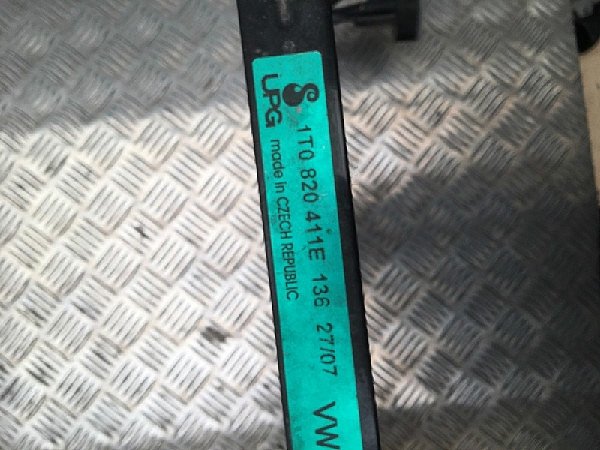 UPG 1T0 820 411E 136 27/07 VW
made in CZECH REPUBLIC